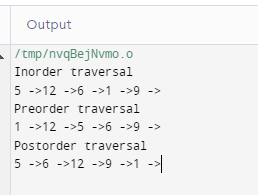 Output
/tmp/nvqBejNvmo.o
Inorder traversal
5 ->12 ->6 ->1 ->9 ->
Preorder traversal
1 ->12 ->5 ->6 ->9 ->
Postorder traversal
5 ->6 ->12 ->9 ->1 ->